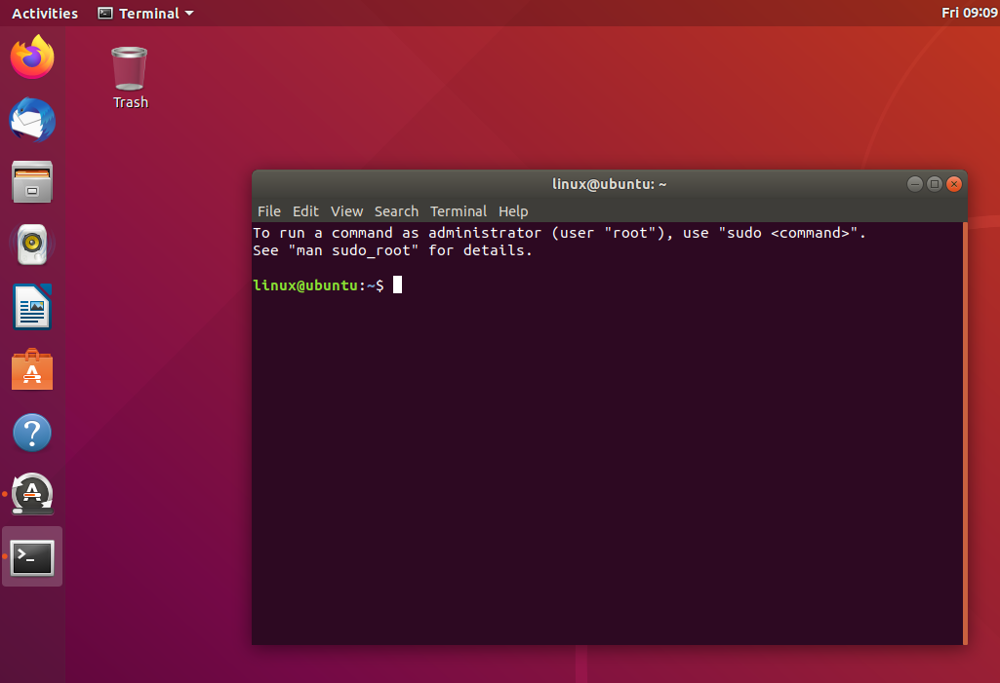 Activities Terminal Fri 09:09
Trash
linux@ubuntu: ~
File Edit View Search Terminal Help
To run a command as administrator (user "root"), use "sudo <command>".
See "man sudo_root" for details.
linux@ubuntu:~$